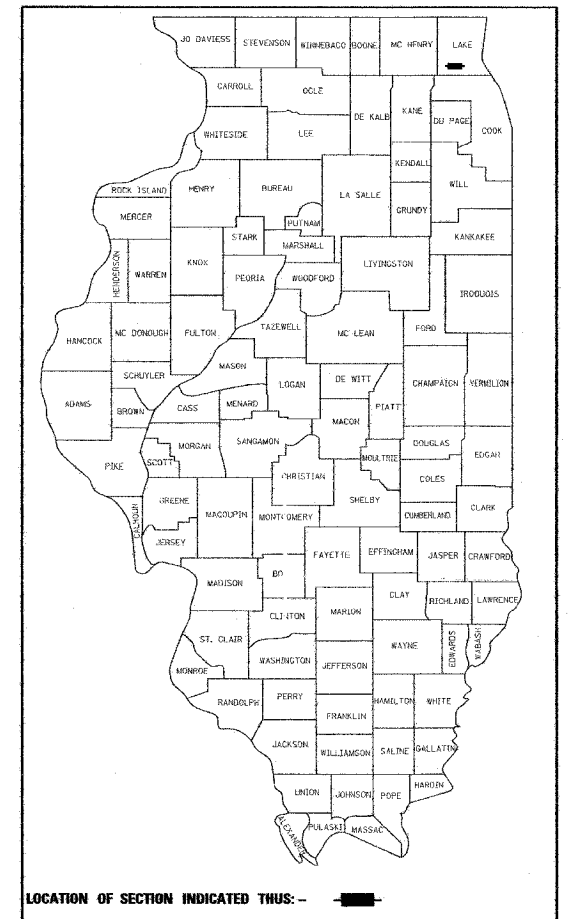 JO DAVIESS STEVENSON WINNEBAGO BOONE MC HENRY LAKE
CARROLL OGLE DE KALB KANE DU PAGE COOK
WHITESIDE LEE
KENDALL WILL
ROCK ISLAND HENRY BUREAU LA SALLE GRUNDY
MERCER PUTNAM KANKAKEE
STARK MARSHALL
HENDERSON WARREN KNOX PEORIA WOODFORD LIVINGSTON IROQUOIS
HANCOCK MC DONOUGH FULTON TAZEWELL MC LEAN FORD
MASON
SCHUYLER LOGAN DE WITT CHAMPAIGN VERMILION
ADAMS BROWN CASS MENARD MACON PIATT
MORGAN SANGAMON DOUGLAS EDGAR
PIKE SCOTT CHRISTIAN MOULTRIE COLES
GREENE MACOUPIN MONTGOMERY SHELBY CUMBERLAND CLARK
CALHOUN JERSEY FAYETTE EFFINGHAM JASPER CRAWFORD
MADISON BO CLAY RICHLAND LAWRENCE
CLINTON MARION
ST. CLAIR WAYNE EDWARDS WABASH
MONROE WASHINGTON JEFFERSON
RANDOLPH PERRY FRANKLIN HAMILTON WHITE
JACKSON WILLIAMSON SALINE GALLATIN
UNION JOHNSON POPE HARDIN
ALEXANDER PULASKI MASSAC
LOCATION OF SECTION INDICATED THUS: -